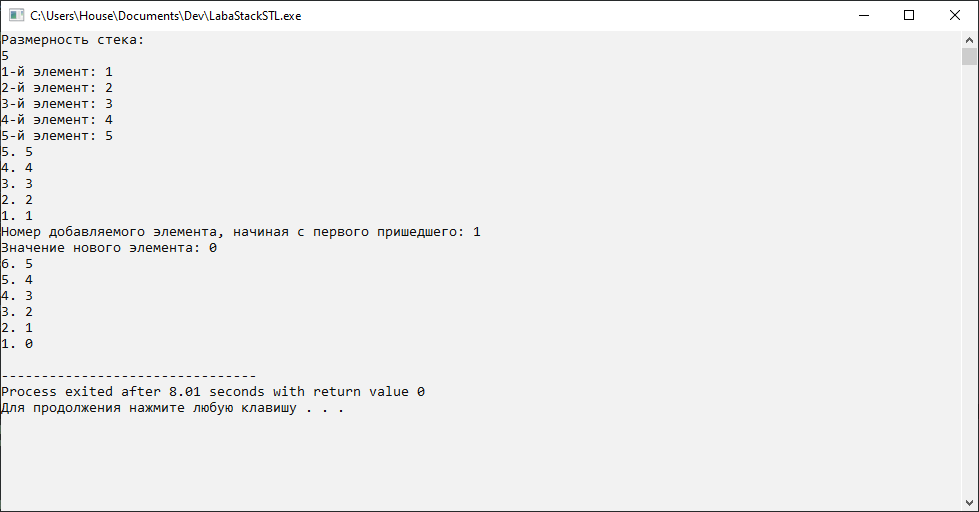 C:\Users\House\Documents\Dev\LabaStackSTL.exe
Размерность стека:
5
1-й элемент: 1
2-й элемент: 2
3-й элемент: 3
4-й элемент: 4
5-й элемент: 5
5. 5
4. 4
3. 3
2. 2
1. 1
Номер добавляемого элемента, начиная с первого пришедшего: 1
Значение нового элемента: 0
6. 5
5. 4
4. 3
3. 2
2. 1
1. 0
--------------------------------
Process exited after 8.01 seconds with return value 0
Для продолжения нажмите любую клавишу . . .